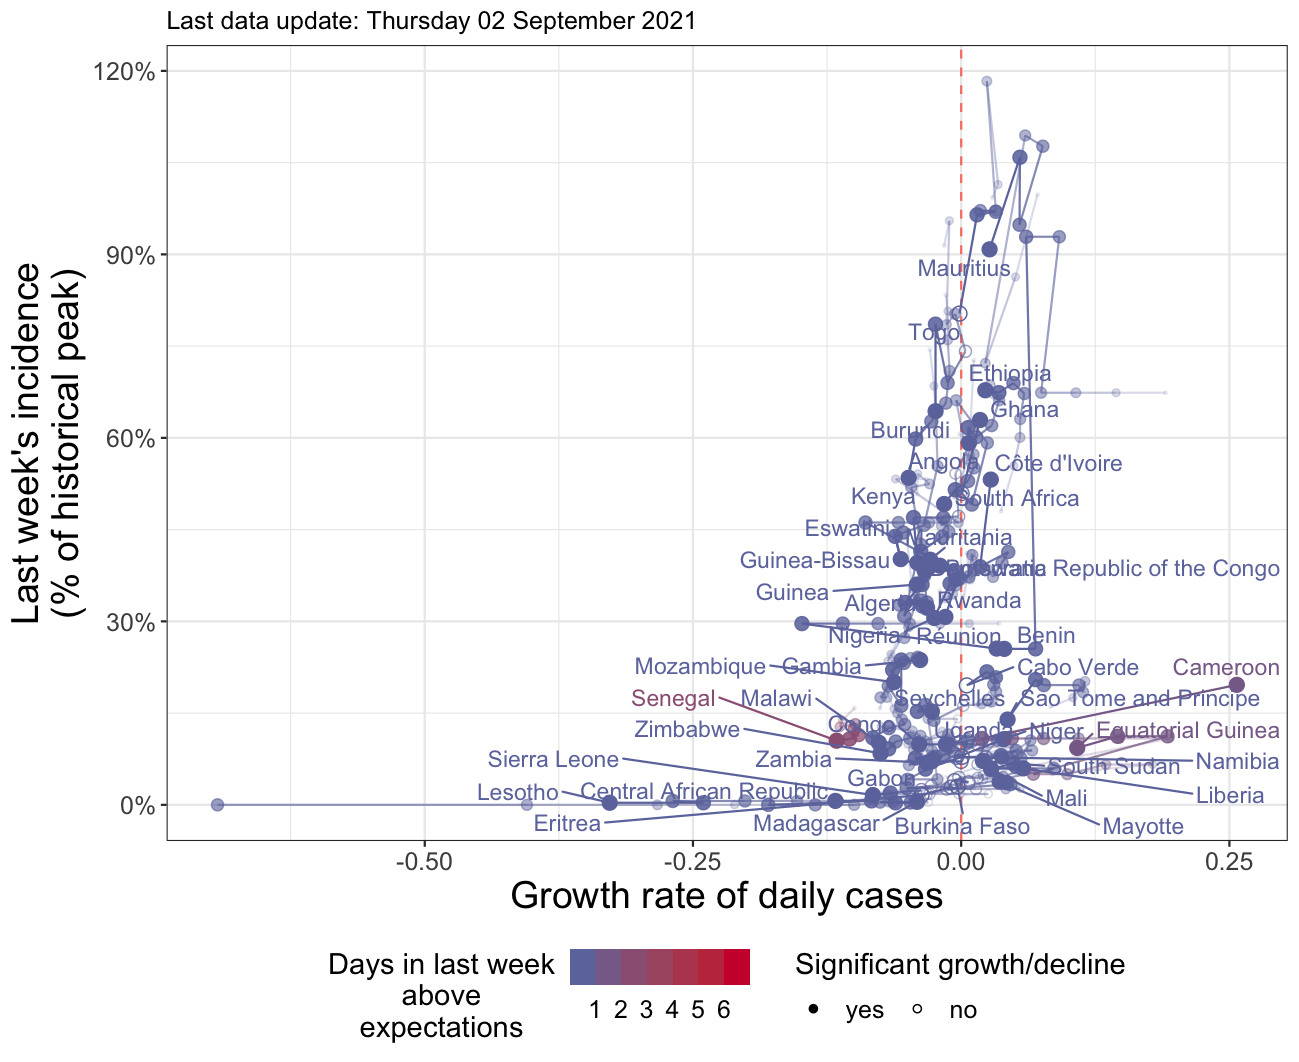 Last data update: Thursday 02 September 2021
Last week's incidence
(% of historical peak)
120%
90%
60%
30%
0%
Mauritius
Togo
Ethiopia
Ghana
Burundi
Angola
Côte d'Ivoire
Kenya
South Africa
Eswatini
Mauritania
Guinea-Bissau
Republic of the Congo
Guinea
Algeria
Rwanda
Nigeria
Réunion
Benin
Mozambique
Gambia
Cabo Verde
Cameroon
Senegal
Malawi
Seychelles
Sao Tome and Principe
Zimbabwe
Congo
Uganda
Niger
Equatorial Guinea
Sierra Leone
Zambia
South Sudan
Namibia
Gabon
Lesotho
Central African Republic
Mali
Liberia
Eritrea
Madagascar
Burkina Faso
Mayotte
-0.50
-0.25
0.00
0.25
Growth rate of daily cases
Days in last week
above
expectations
1 2 3 4 5 6
Significant growth/decline
yes
no